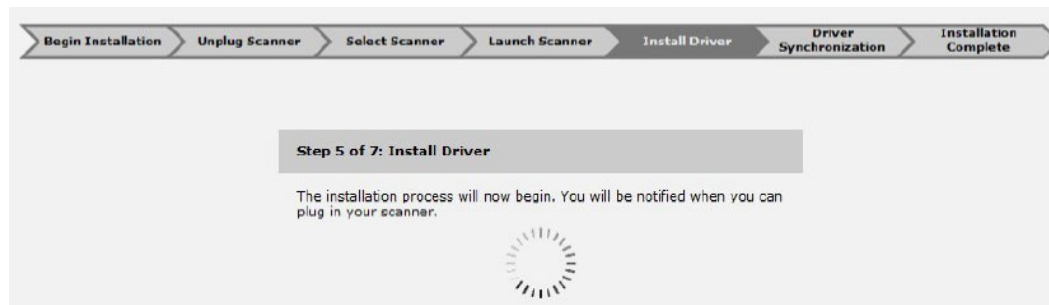 Begin Installation
Unplug Scanner
Select Scanner
Launch Scanner
Install Driver
Driver
Synchronization
Installation
Complete
Step 5 of 7: Install Driver
The installation process will now begin. You will be notified when you can
plug in your scanner.